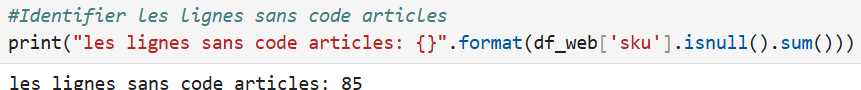 #Identifier les lignes sans code articles
print("les lignes sans code articles: {}".format(df_web['sku'].isnull().sum()))
les lignes sans code articles: 85